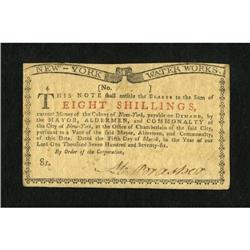 NEW-YORK WATER WORKS.
[No. ]
THIS NOTE shall entitle the BEARER to the Sum of
EIGHT SHILLINGS,
current Money of the Colony of New-York, payable on DEMAND, by
the MAYOR, ALDERMEN, and COMMONALTY of
the City of New-York, at the Office of Chamberlain of the said City,
pursuant to a Vote of the said Mayor, Aldermen, and Commonalty,
of this Date. Dated the Fifth Day of March, in the Year of our
Lord One Thousand Seven Hundred and Seventy-six.
By Order of the Corporation,
8s.